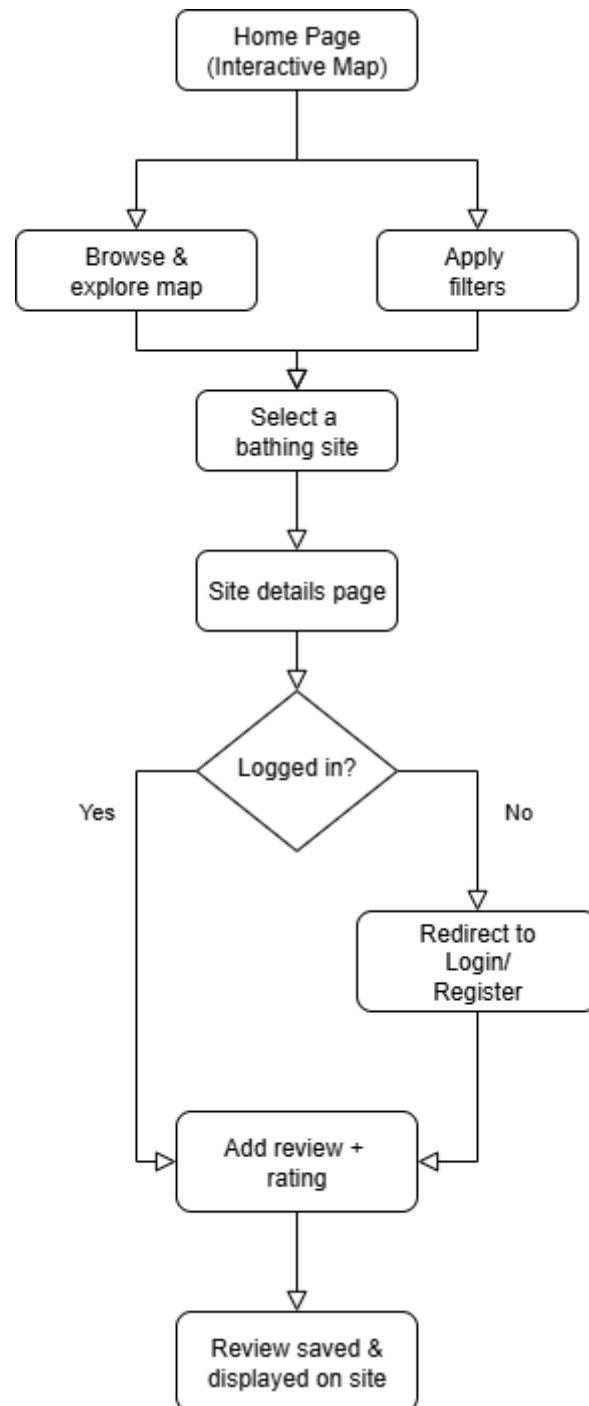 Home Page
(Interactive Map)
Browse &
explore map
Apply
filters
Select a
bathing site
Site details page
Logged in?
Yes
No
Redirect to
Login/
Register
Add review +
rating
Review saved &
displayed on site